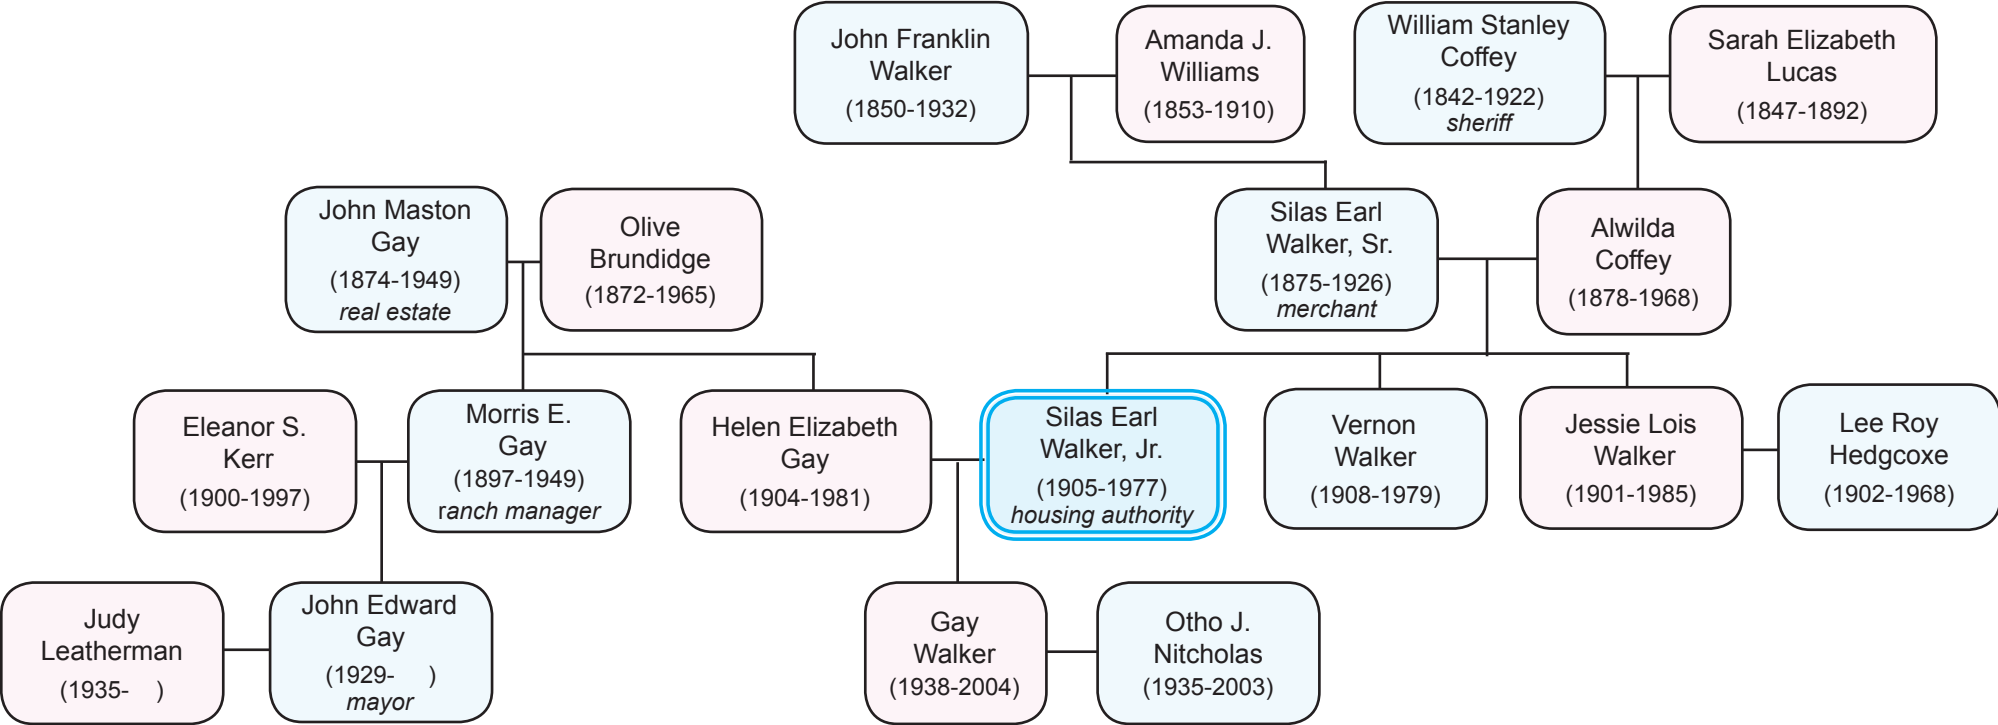 John Franklin
Walker
(1850-1932)
Amanda J.
Williams
(1853-1910)
William Stanley
Coffey
(1842-1922)
sheriff
Sarah Elizabeth
Lucas
(1847-1892)
John Maston
Gay
(1874-1949)
real estate
Olive
Brundidge
(1872-1965)
Silas Earl
Walker, Sr.
(1875-1926)
merchant
Alwilda
Coffey
(1878-1968)
Eleanor S.
Kerr
(1900-1997)
Morris E.
Gay
(1897-1949)
ranch manager
Helen Elizabeth
Gay
(1904-1981)
Silas Earl
Walker, Jr.
(1905-1977)
housing authority
Vernon
Walker
(1908-1979)
Jessie Lois
Walker
(1901-1985)
Lee Roy
Hedgcoxe
(1902-1968)
Judy
Leatherman
(1935-    )
John Edward
Gay
(1929-    )
mayor
Gay
Walker
(1938-2004)
Otho J.
Nitcholas
(1935-2003)